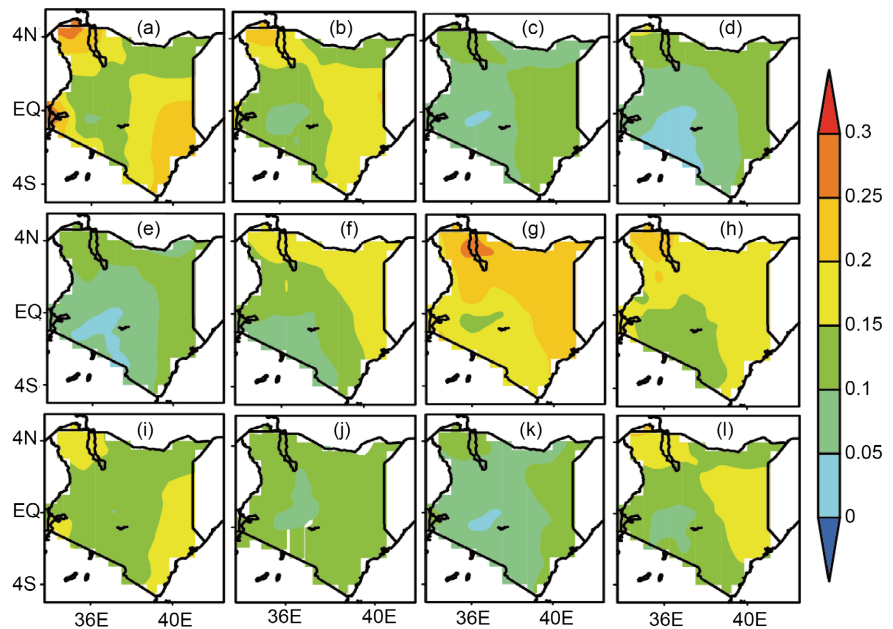 4N (a) (b) (c) (d)
EQ
4S
0.3
0.25
0.2
0.15
0.1
0.05
0
4N (e) (f) (g) (h)
EQ
4S
4N (i) (j) (k) (l)
EQ
4S
36E 40E 36E 40E 36E 40E 36E 40E